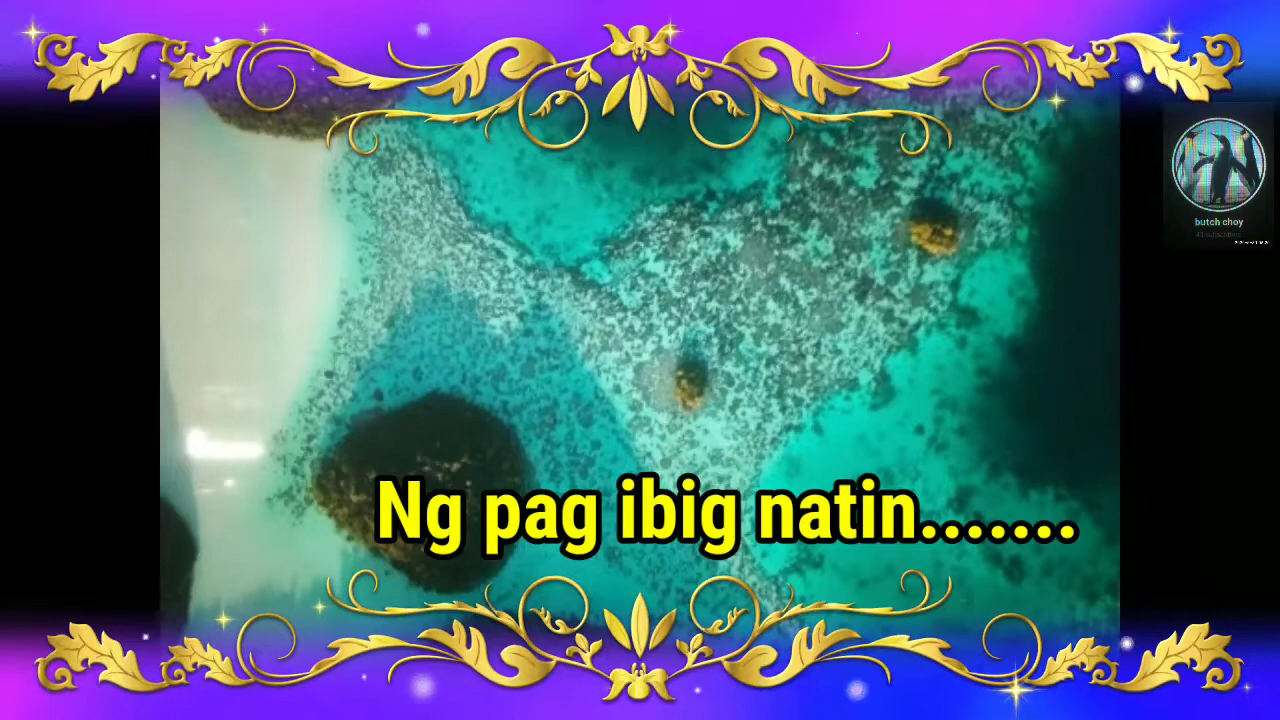 butch choy
Ng pag ibig natin.......